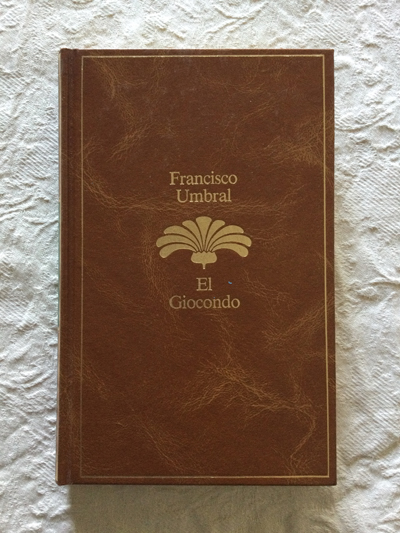 Francisco
Umbral
El
Giocondo